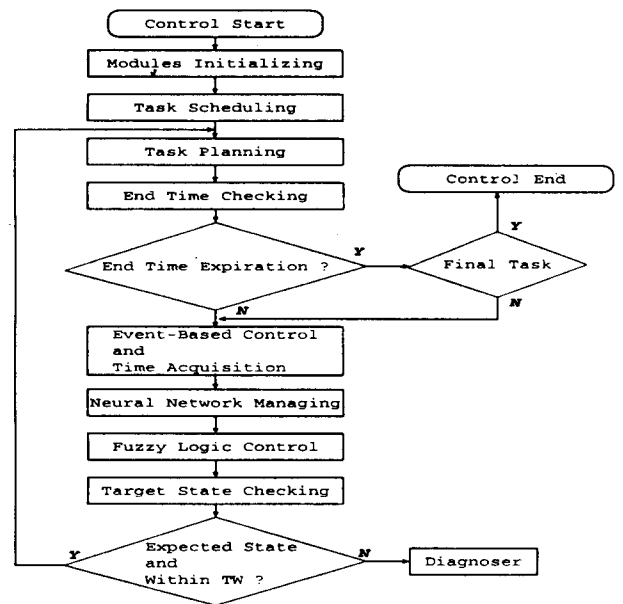 Control Start
Modules Initializing
Task Scheduling
Task Planning
Control End
End Time Checking
Y
Y
End Time Expiration ?
Final Task
N
N
Event-Based Control
and
Time Acquisition
Neural Network Managing
Fuzzy Logic Control
Target State Checking
Y
Expected State
and
Within TW ?
N
Diagnoser